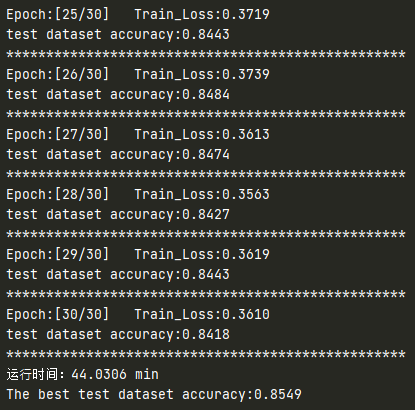 Epoch:[25/30]   Train_Loss:0.3719
test dataset accuracy:0.8443
**************************************************
Epoch:[26/30]   Train_Loss:0.3739
test dataset accuracy:0.8484
**************************************************
Epoch:[27/30]   Train_Loss:0.3613
test dataset accuracy:0.8474
**************************************************
Epoch:[28/30]   Train_Loss:0.3563
test dataset accuracy:0.8427
**************************************************
Epoch:[29/30]   Train_Loss:0.3619
test dataset accuracy:0.8443
**************************************************
Epoch:[30/30]   Train_Loss:0.3610
test dataset accuracy:0.8418
**************************************************
运行时间：44.0306 min
The best test dataset accuracy:0.8549